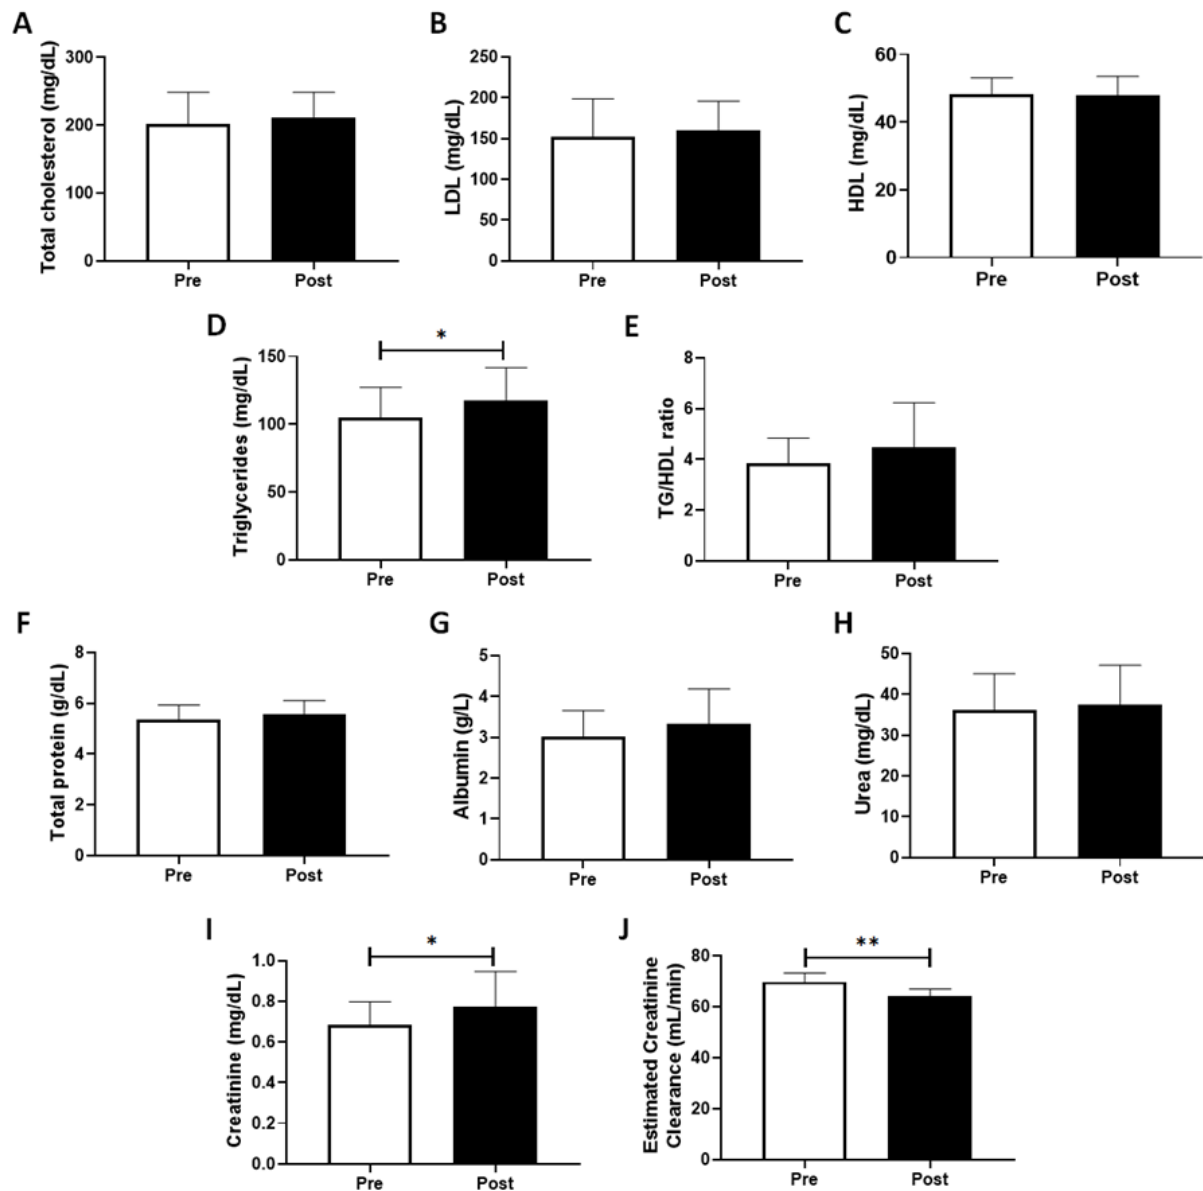 A
Total cholesterol (mg/dL)
300
200
100
0
Pre
Post
B
LDL (mg/dL)
250
200
150
100
50
0
Pre
Post
C
HDL (mg/dL)
60
40
20
0
Pre
Post
D
Triglycerides (mg/dL)
150
100
50
0
*
Pre
Post
E
TG/HDL ratio
8
6
4
2
0
Pre
Post
F
Total protein (g/dL)
8
6
4
2
0
Pre
Post
G
Albumin (g/L)
5
4
3
2
1
0
Pre
Post
H
Urea (mg/dL)
50
40
30
20
10
0
Pre
Post
I
Creatinine (mg/dL)
1.0
0.8
0.6
0.4
0.2
0.0
*
Pre
Post
J
Estimated Creatinine
Clearance (mL/min)
80
60
40
20
0
**
Pre
Post